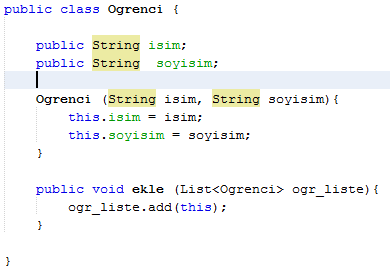 public class Ogrenci {
public String isim;
public String  soyisim;
Ogrenci (String isim, String soyisim){
this.isim = isim;
this.soyisim = soyisim;
}
public void ekle (List<Ogrenci> ogr_liste){
ogr_liste.add(this);
}
}